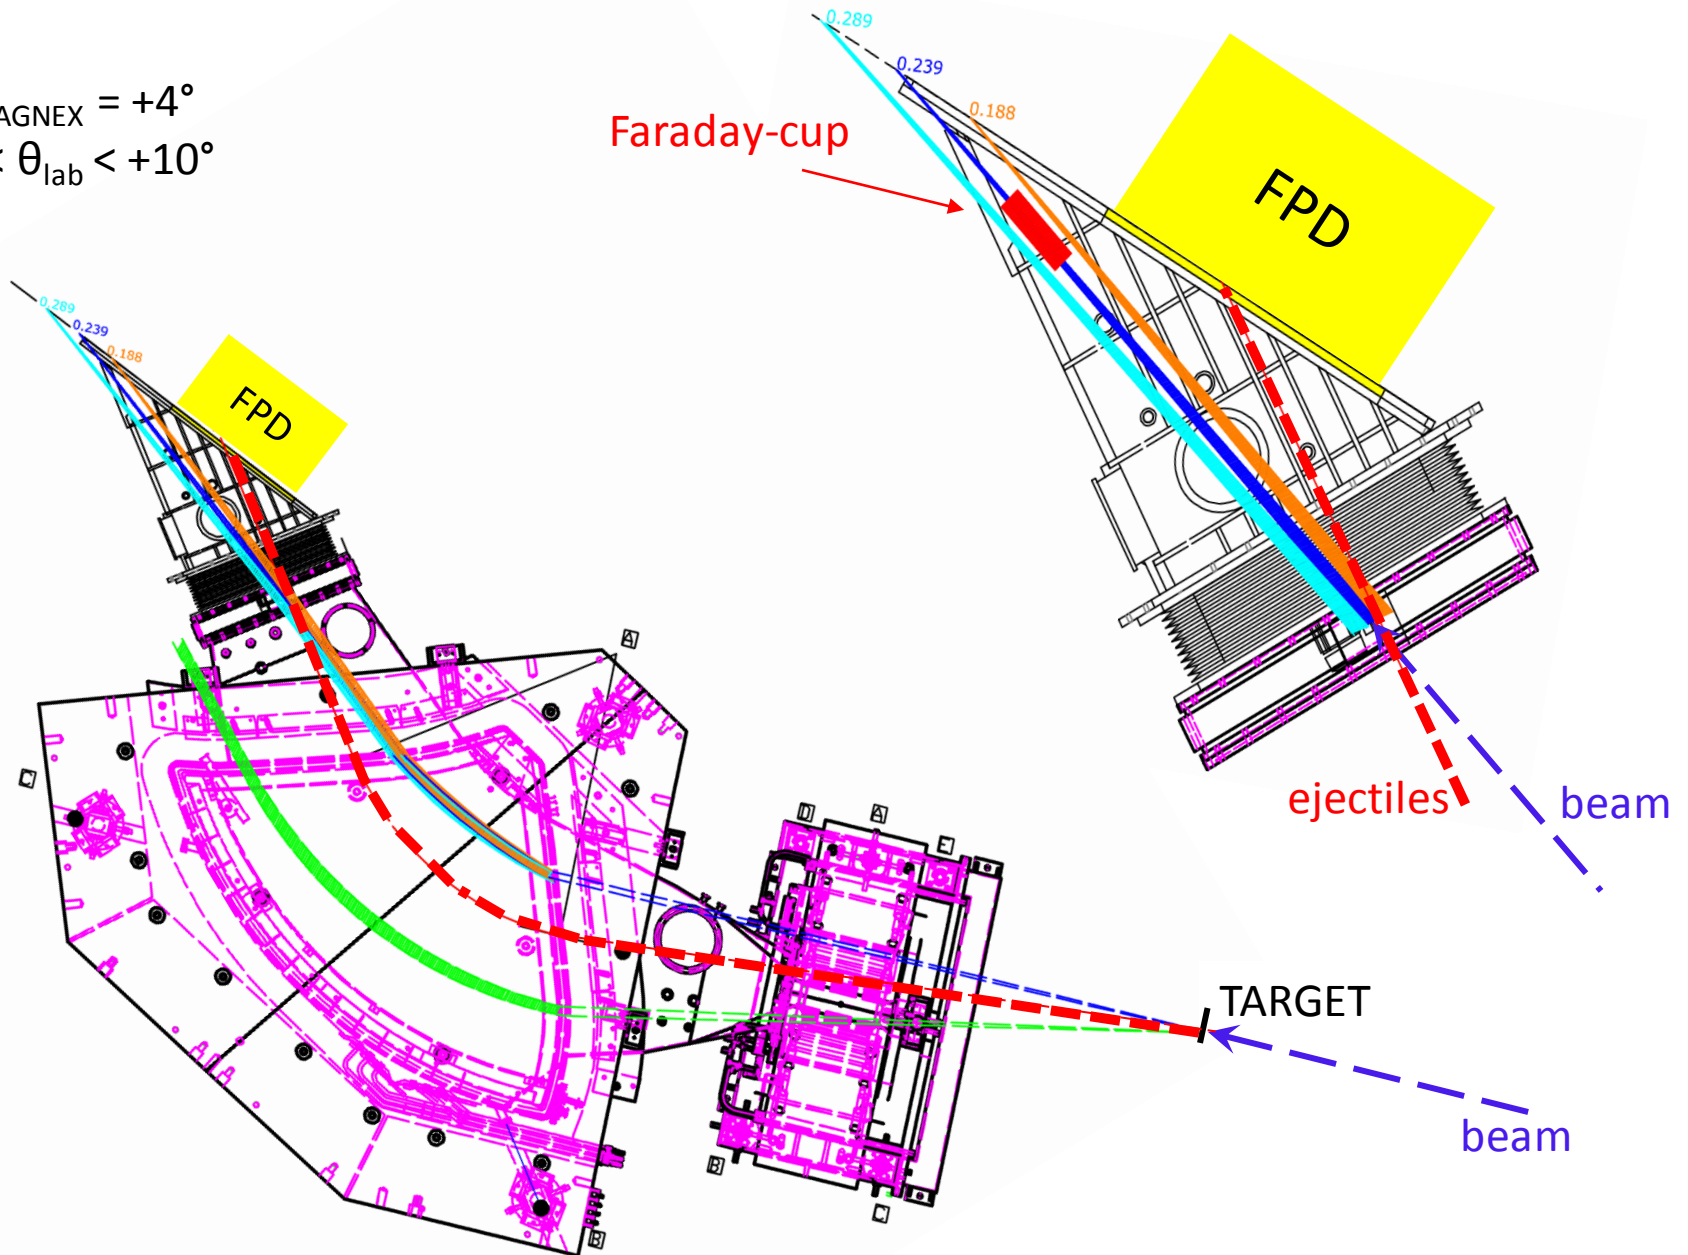 AGNEX = +4°
< θlab < +10°
0.289
0.239
0.188
Faraday-cup
FPD
ejectiles
beam
0.289
0.239
0.188
FPD
A
C
D
A
E
TARGET
beam
B
C
B